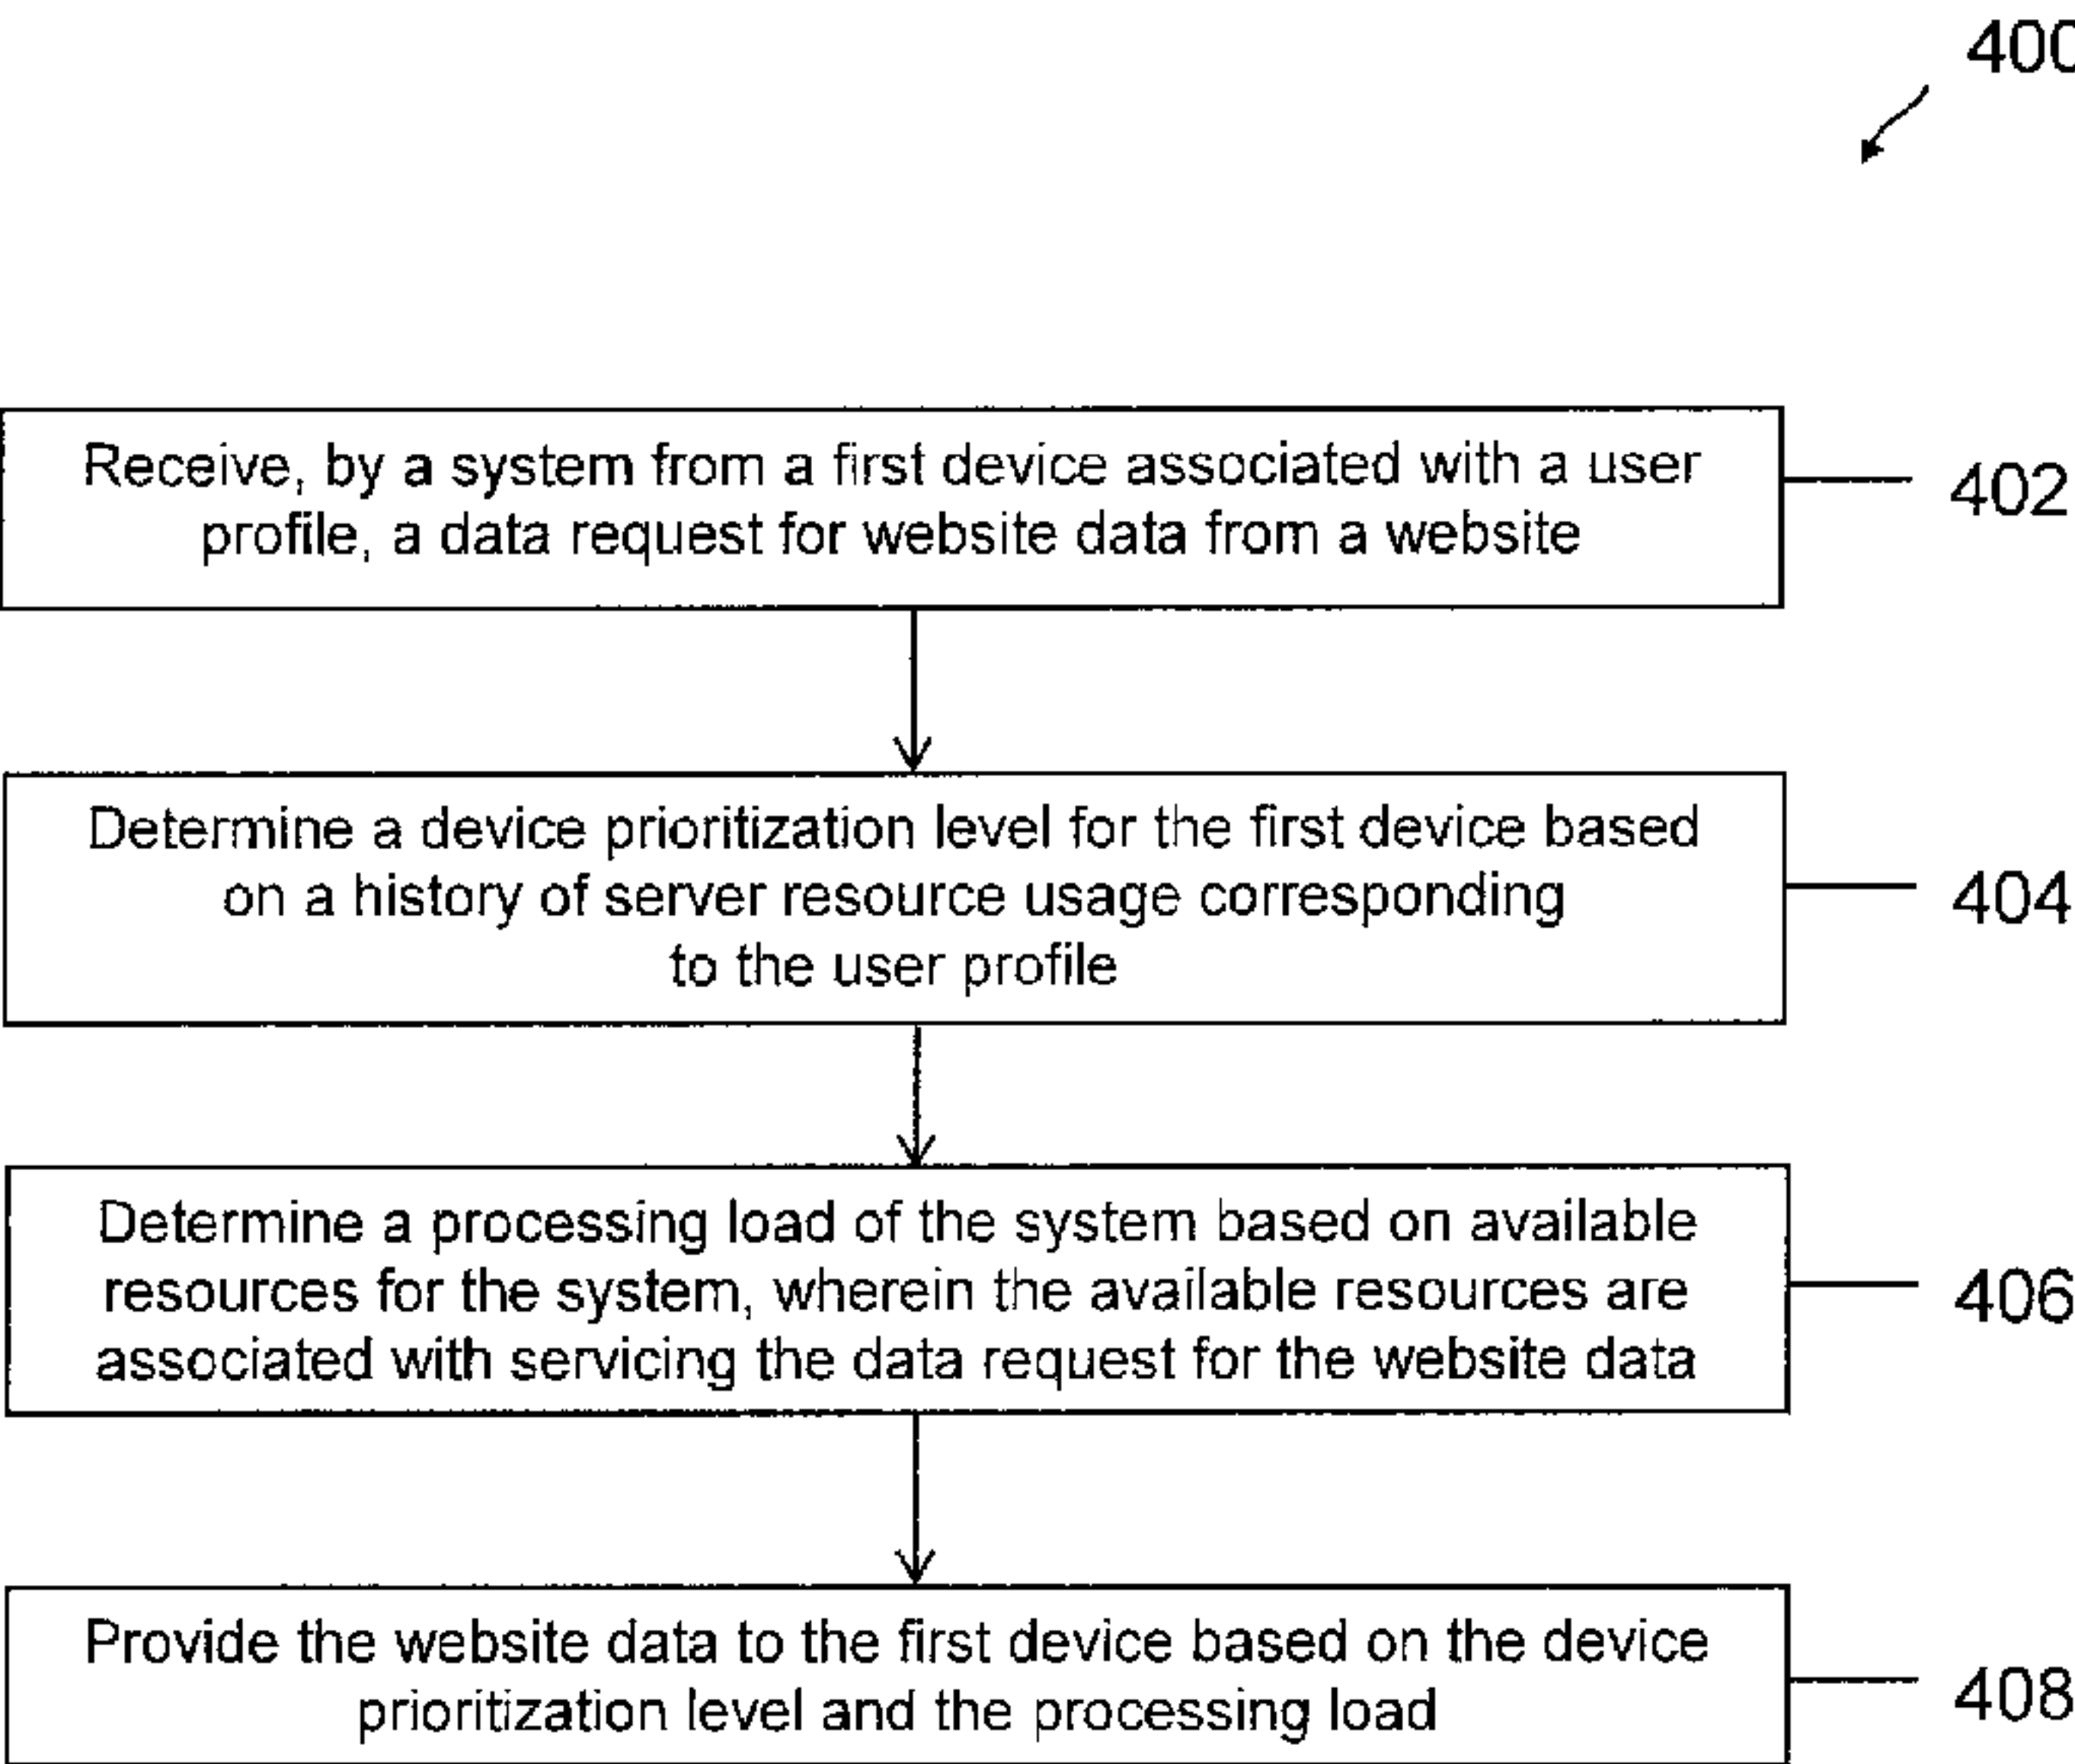 400
Receive, by a system from a first device associated with a user
profile, a data request for website data from a website
402
Determine a device prioritization level for the first device based
on a history of server resource usage corresponding
to the user profile
404
Determine a processing load of the system based on available
resources for the system, wherein the available resources are
associated with servicing the data request for the website data
406
Provide the website data to the first device based on the device
prioritization level and the processing load
408